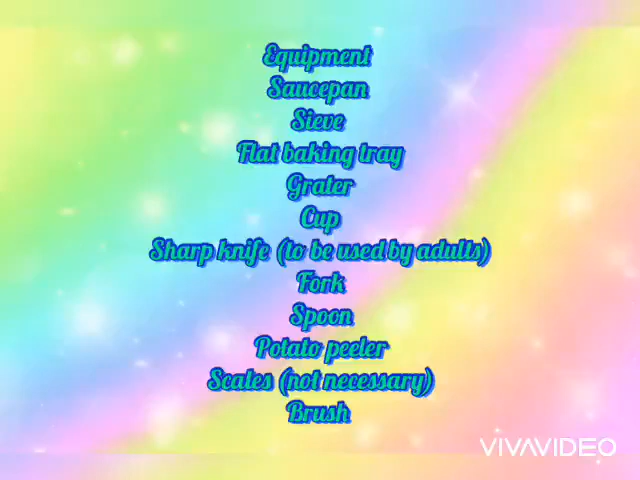 Equipment
Saucepan
Sieve
Flat baking tray
Grater
Cup
Sharp knife (to be used by adults)
Fork
Spoon
Potato peeler
Scales (not necessary)
Brush
VIVAVIDEO